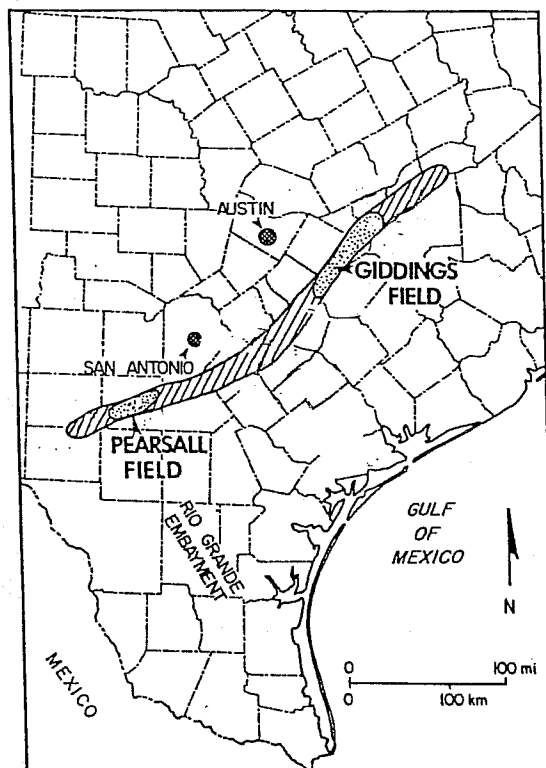 AUSTIN
GIDDINGS
FIELD
SAN ANTONIO
PEARSALL
FIELD
RIO GRANDE
EMBAYMENT
GULF
OF
MEXICO
N
MEXICO
0 100 mi
0 100 km